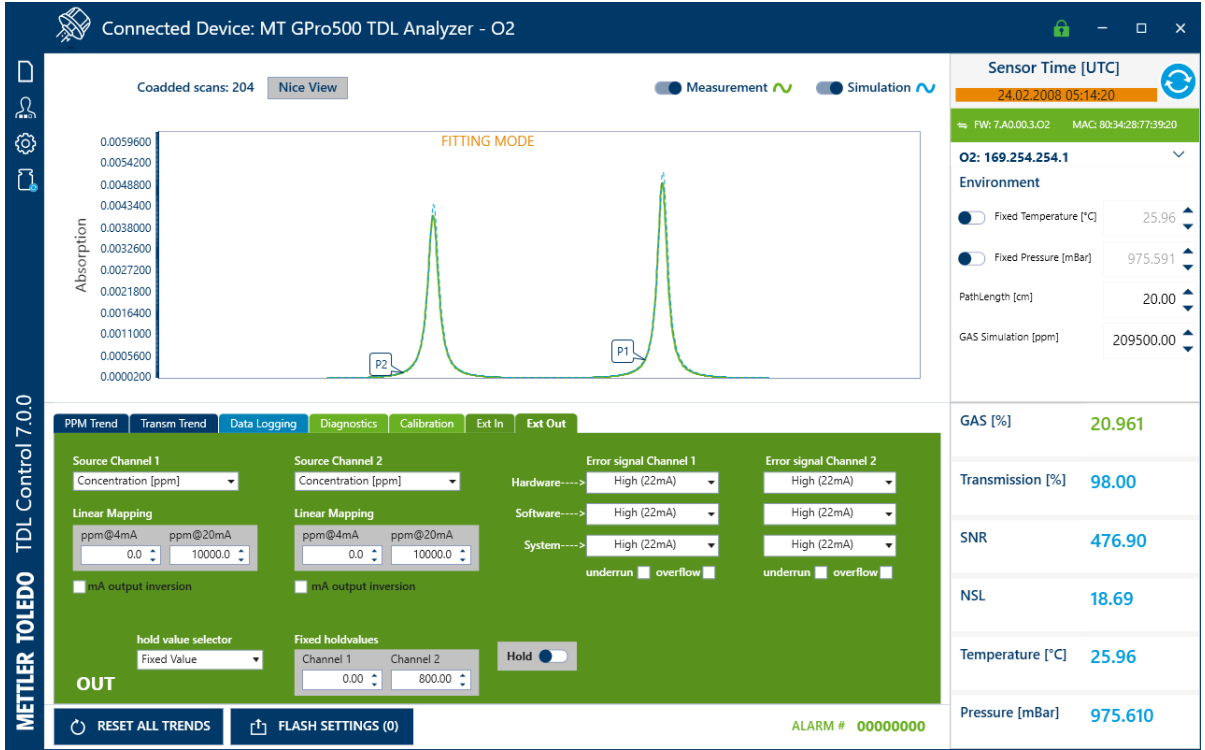 Connected Device: MT GPro500 TDL Analyzer - O2
Coadded scans: 204 Nice View Measurement Simulation
FITTING MODE
Absorption
0.0059600
0.0054200
0.0048800
0.0043400
0.0038000
0.0032600
0.0027200
0.0021800
0.0016400
0.0011000
0.0005600
0.0000200
P2
P1
Sensor Time [UTC]
24.02.2008 05:14:20
FW: 7.A0.00.3.O2 MAC: 80:34:28:77:39:20
O2: 169.254.254.1
Environment
Fixed Temperature [°C] 25.96
Fixed Pressure [mBar] 975.591
PathLength [cm] 20.00
GAS Simulation [ppm] 209500.00
METTLER TOLEDO TDL Control 7.0.0
PPM Trend Transm Trend Data Logging Diagnostics Calibration Ext In Ext Out
Source Channel 1 Source Channel 2 Error signal Channel 1 Error signal Channel 2
Concentration [ppm] Concentration [ppm] Hardware----> High (22mA) High (22mA)
Linear Mapping Linear Mapping Software----> High (22mA) High (22mA)
ppm@4mA ppm@20mA ppm@4mA ppm@20mA System----> High (22mA) High (22mA)
0.0 10000.0 0.0 10000.0
underrun overflow underrun overflow
mA output inversion mA output inversion
hold value selector Fixed holdvalues
Fixed Value Channel 1 Channel 2 Hold
0.00 800.00
OUT
RESET ALL TRENDS FLASH SETTINGS (0) ALARM # 00000000
GAS [%] 20.961
Transmission [%] 98.00
SNR 476.90
NSL 18.69
Temperature [°C] 25.96
Pressure [mBar] 975.610